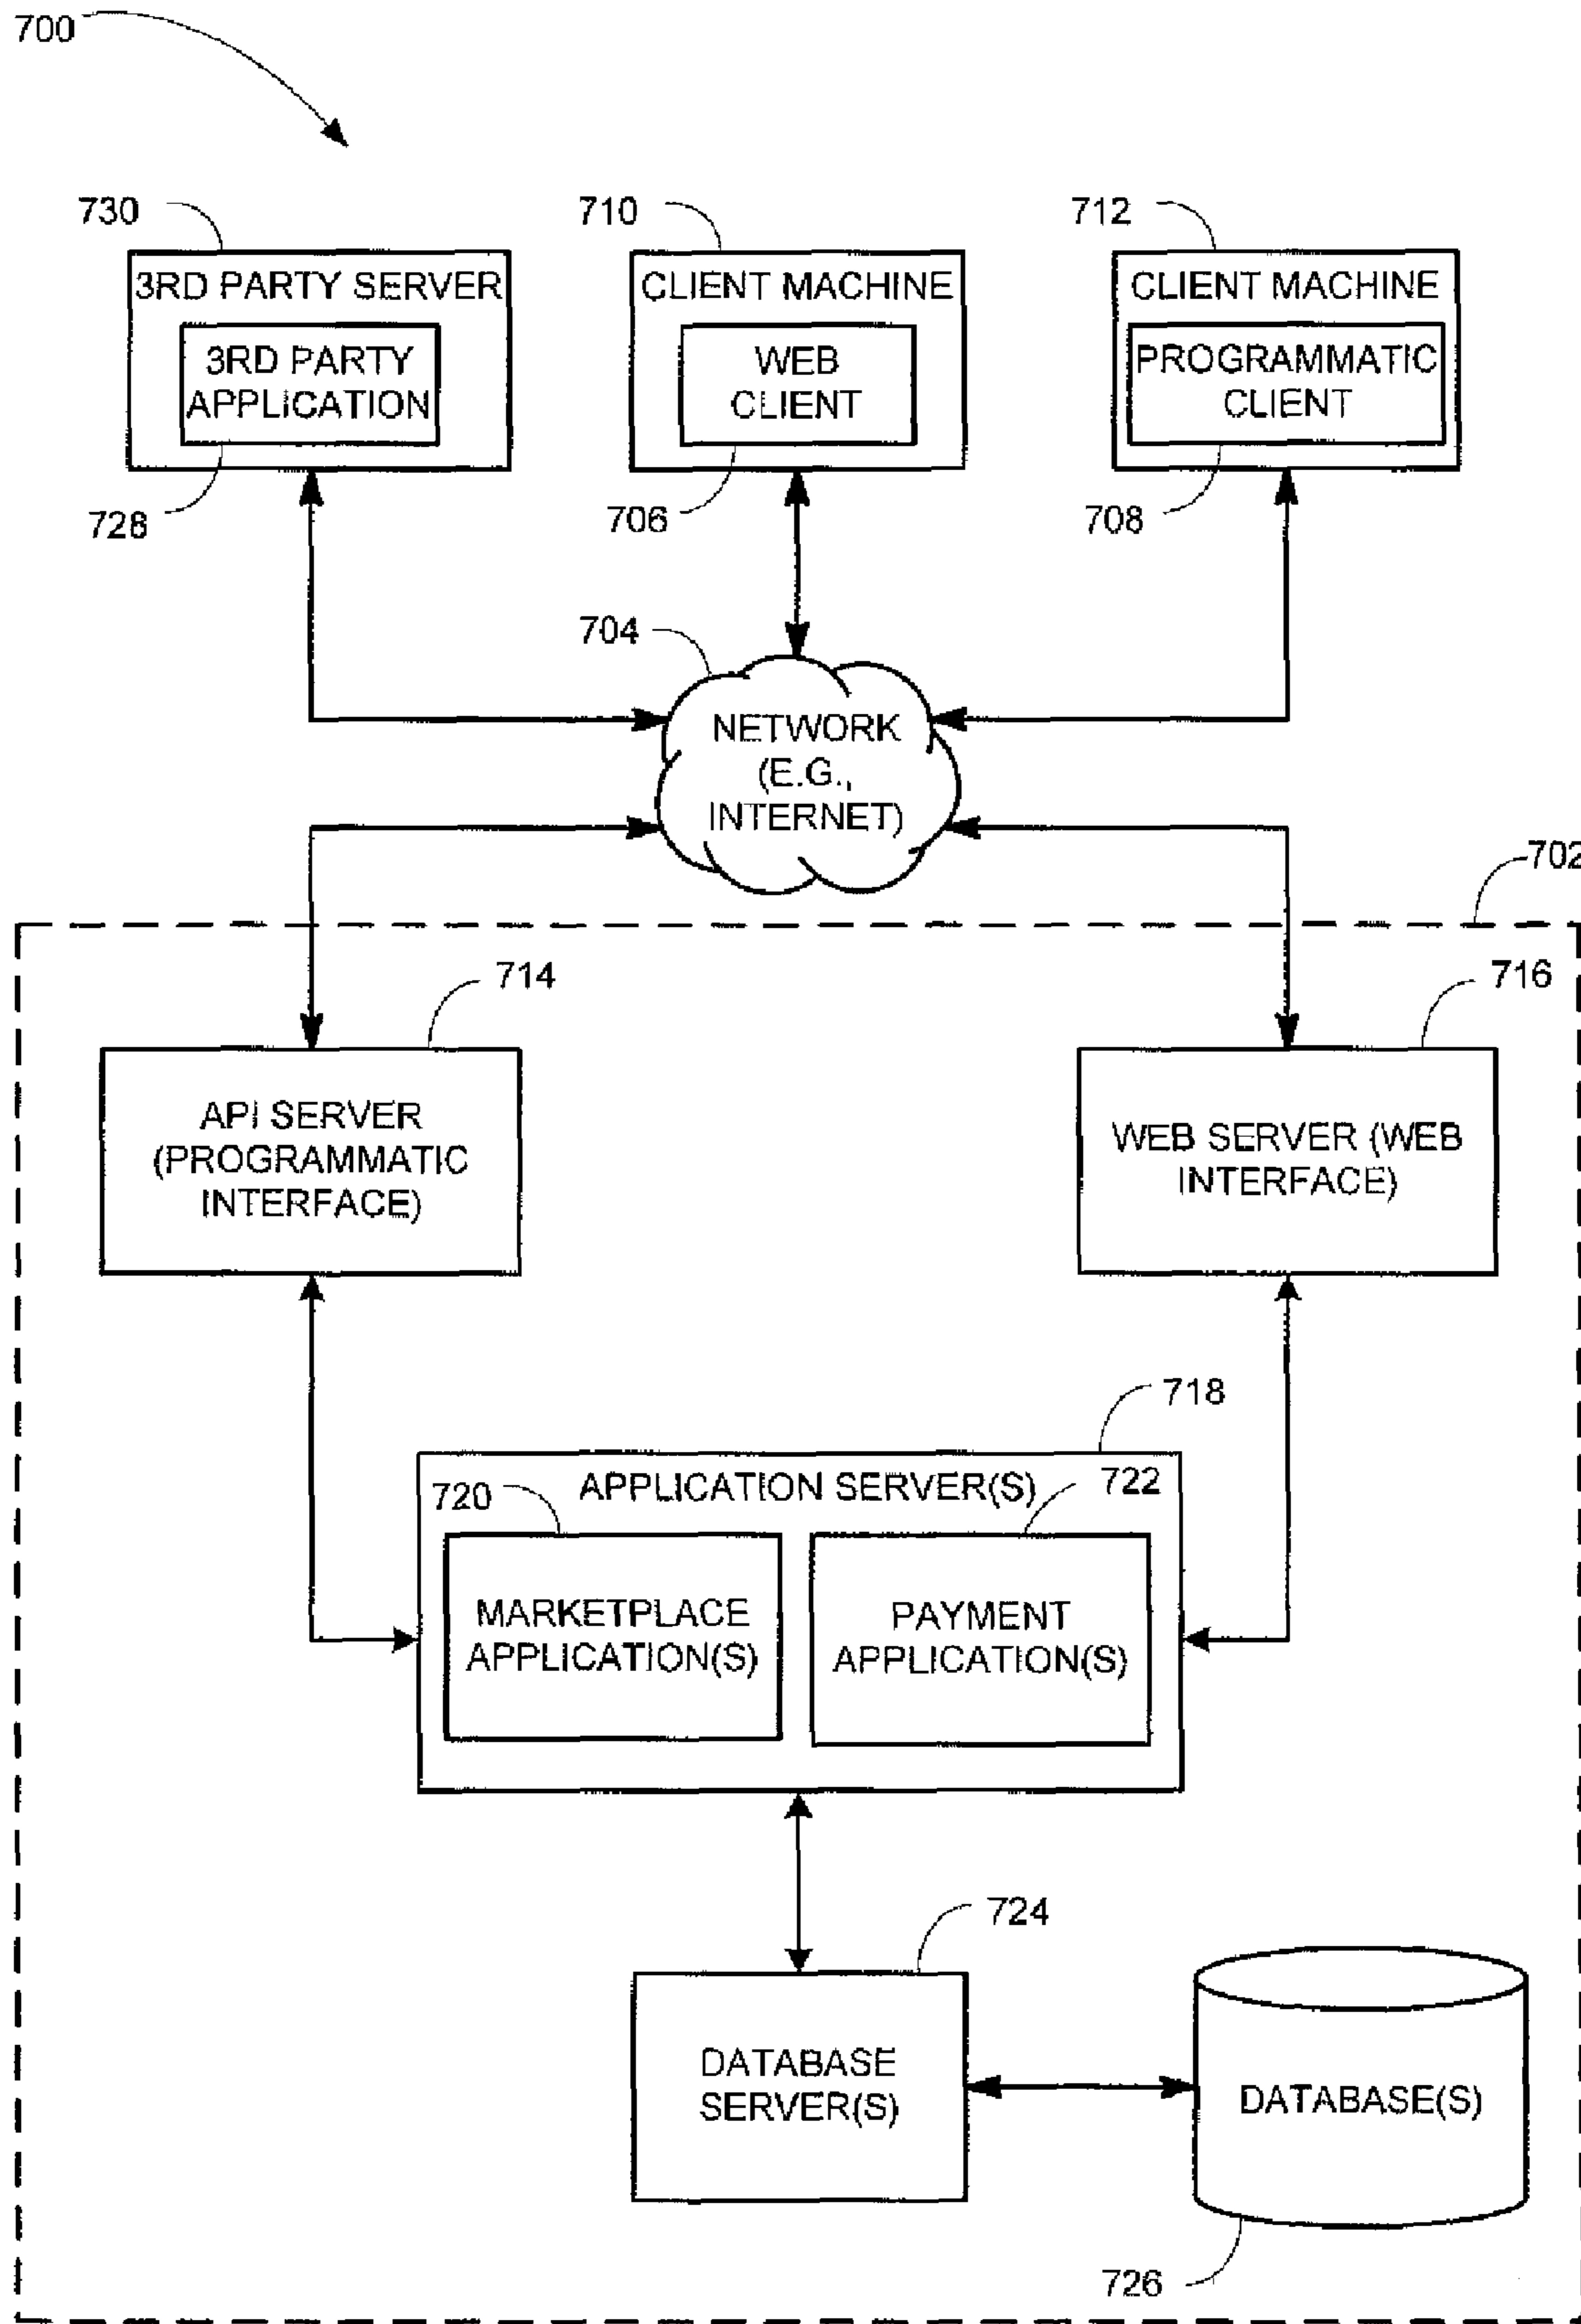 700
730
710
712
3RD PARTY SERVER
CLIENT MACHINE
CLIENT MACHINE
3RD PARTY
APPLICATION
WEB
CLIENT
PROGRAMMATIC
CLIENT
728
706
708
704
NETWORK
(E.G.,
INTERNET)
702
714
716
API SERVER
(PROGRAMMATIC
INTERFACE)
WEB SERVER (WEB
INTERFACE)
718
APPLICATION SERVER(S)
720
722
MARKETPLACE
APPLICATION(S)
PAYMENT
APPLICATION(S)
724
DATABASE
SERVER(S)
DATABASE(S)
726